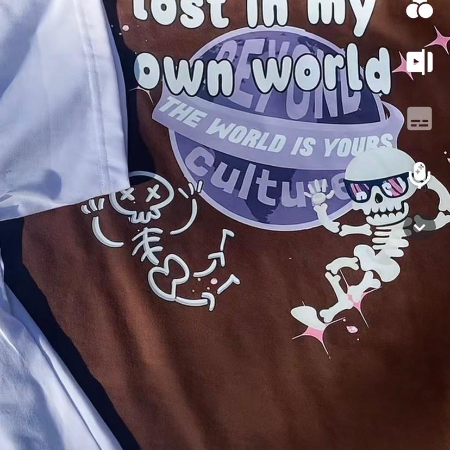 lost in my
own world
BEYOND
THE WORLD IS YOURS
culture